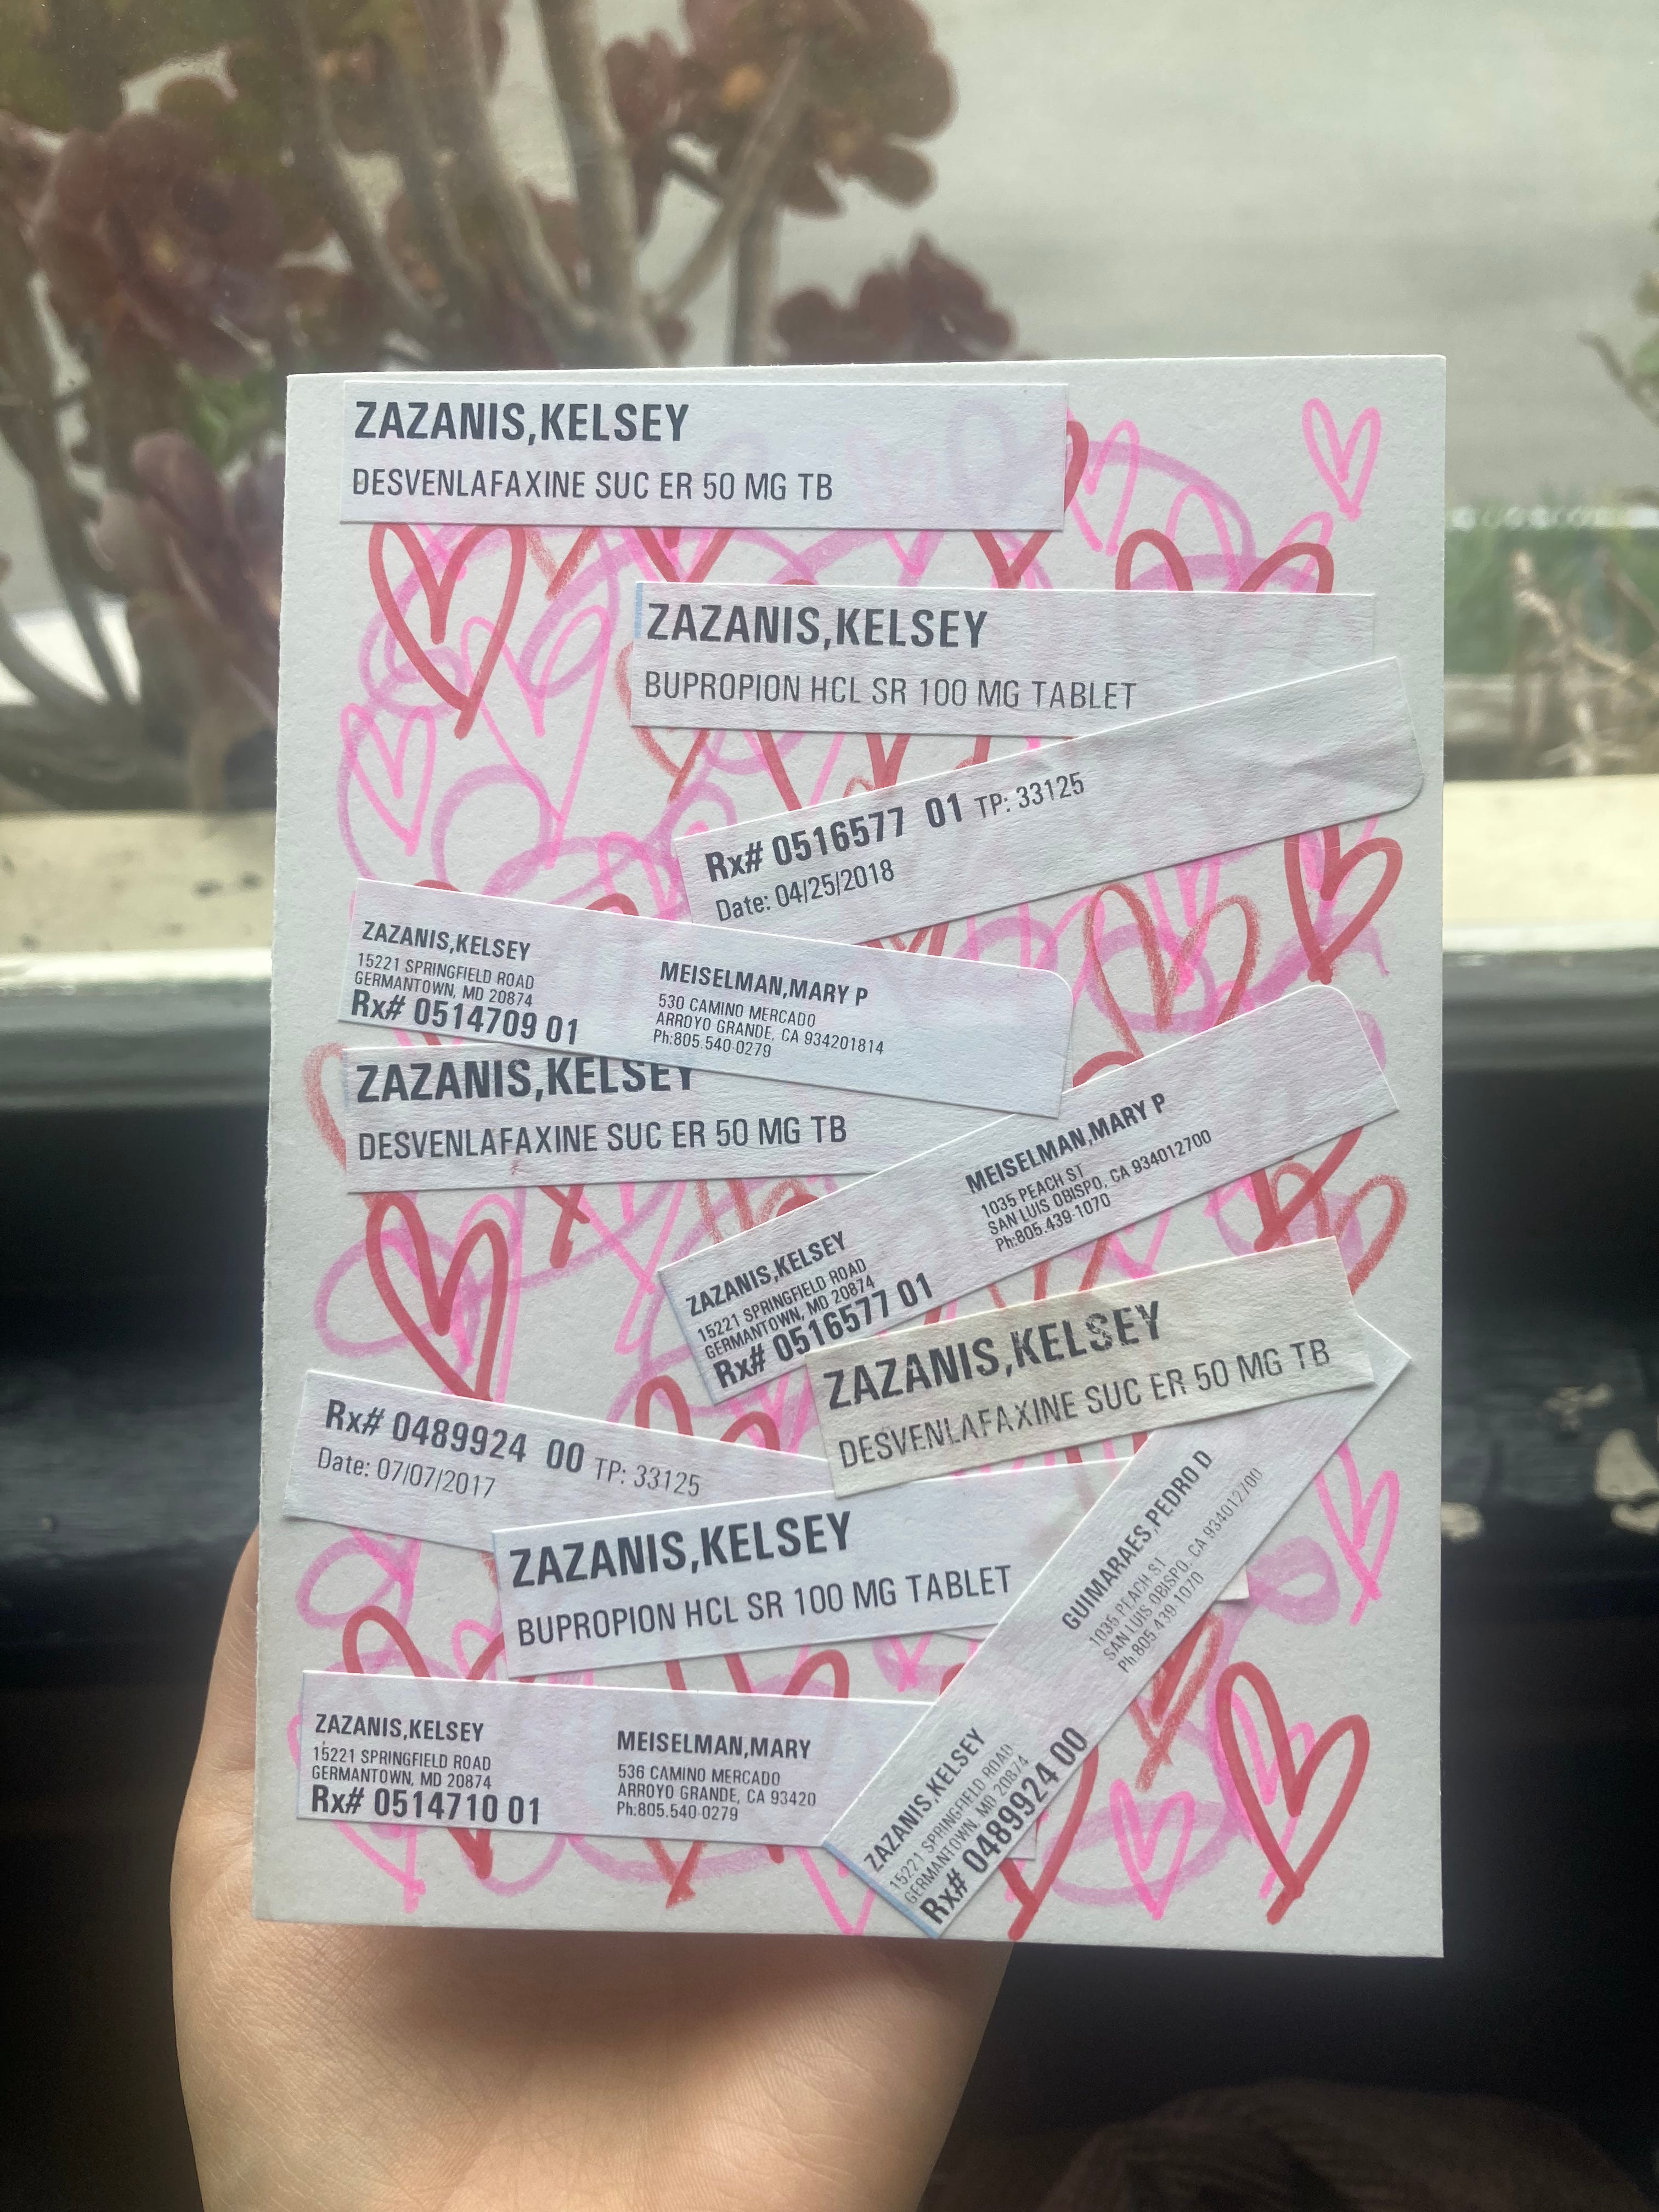 ZAZANIS,KELSEY
DESVENLAFAXINE SUC ER 50 MG TB
ZAZANIS,KELSEY
BUPROPION HCL SR 100 MG TABLET
Rx# 0516577 01 TP: 33125
Date: 04/25/2018
ZAZANIS,KELSEY
15221 SPRINGFIELD ROAD
GERMANTOWN, MD 20874
Rx# 0514709 01
MEISELMAN,MARY P
530 CAMINO MERCADO
ARROYO GRANDE, CA 934201814
Ph:805.540-0279
ZAZANIS,KELSEY
DESVENLAFAXINE SUC ER 50 MG TB
MEISELMAN,MARY P
1035 PEACH ST
SAN LUIS OBISPO, CA 934012700
Ph:805.439-1070
ZAZANIS,KELSEY
15221 SPRINGFIELD ROAD
GERMANTOWN, MD 20874
Rx# 0516577 01
ZAZANIS,KELSEY
DESVENLAFAXINE SUC ER 50 MG TB
Rx# 0489924 00 TP: 33125
Date: 07/07/2017
ZAZANIS,KELSEY
BUPROPION HCL SR 100 MG TABLET
GUIMARAES,PEDRO D
1035 PEACH ST
SAN LUIS OBISPO, CA 934012700
Ph:805.439-1070
ZAZANIS,KELSEY
15221 SPRINGFIELD ROAD
GERMANTOWN, MD 20874
Rx# 0489924 00
ZAZANIS,KELSEY
15221 SPRINGFIELD ROAD
GERMANTOWN, MD 20874
Rx# 0514710 01
MEISELMAN,MARY
536 CAMINO MERCADO
ARROYO GRANDE, CA 93420
Ph:805.540-0279